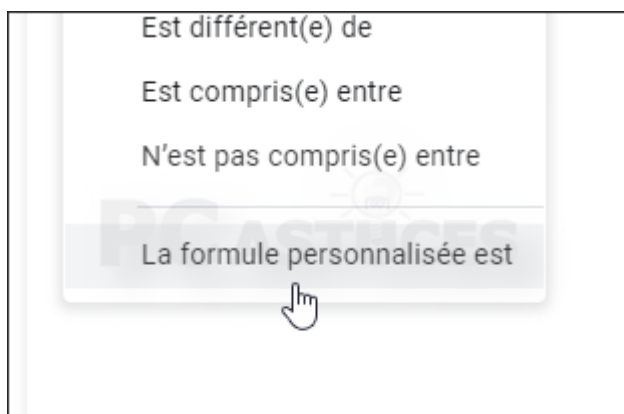 Est différent(e) de
Est compris(e) entre
N'est pas compris(e) entre
PC ASTUCES
La formule personnalisée est